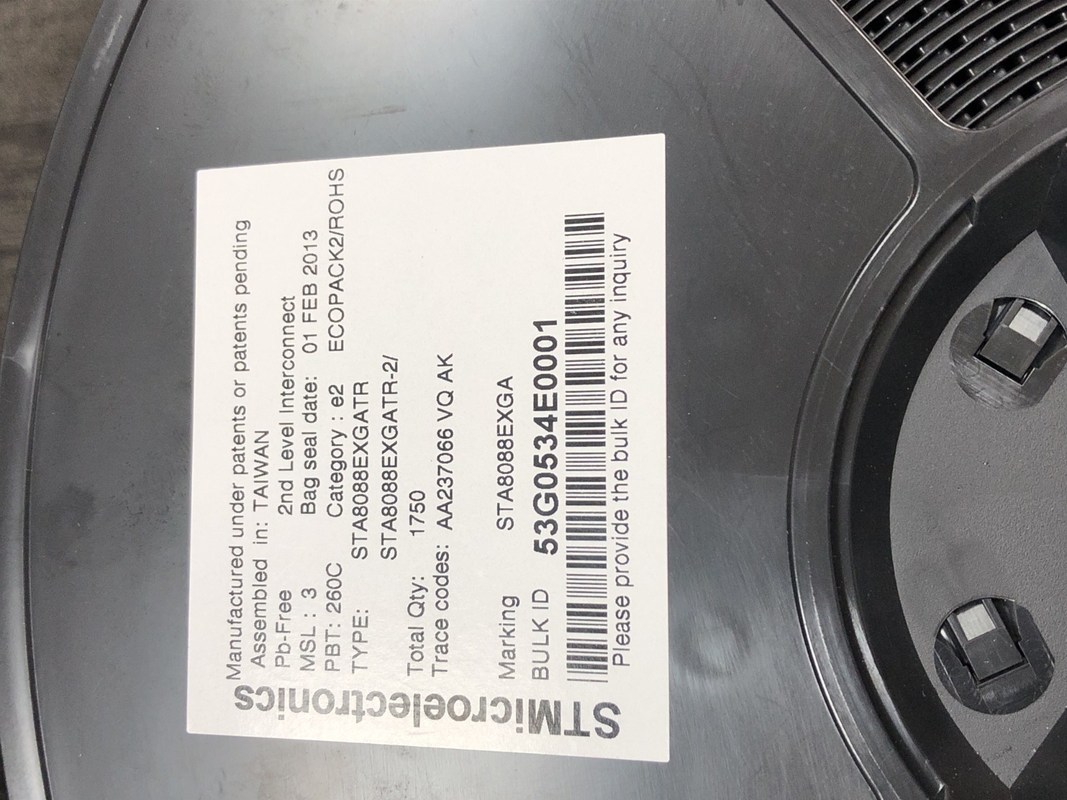 STMicroelectronics
Manufactured under patents or patents pending
Assembled in: TAIWAN
Pb-Free 2nd Level Interconnect
MSL : 3 Bag seal date: 01 FEB 2013
PBT: 260C Category : e2 ECOPACK2/ROHS
TYPE: STA8088EXGATR
STA8088EXGATR-2/
Total Qty: 1750
Trace codes: AA237066 VQ AK
Marking STA8088EXGA
BULK ID 53G0534E0001
Please provide the bulk ID for any inquiry